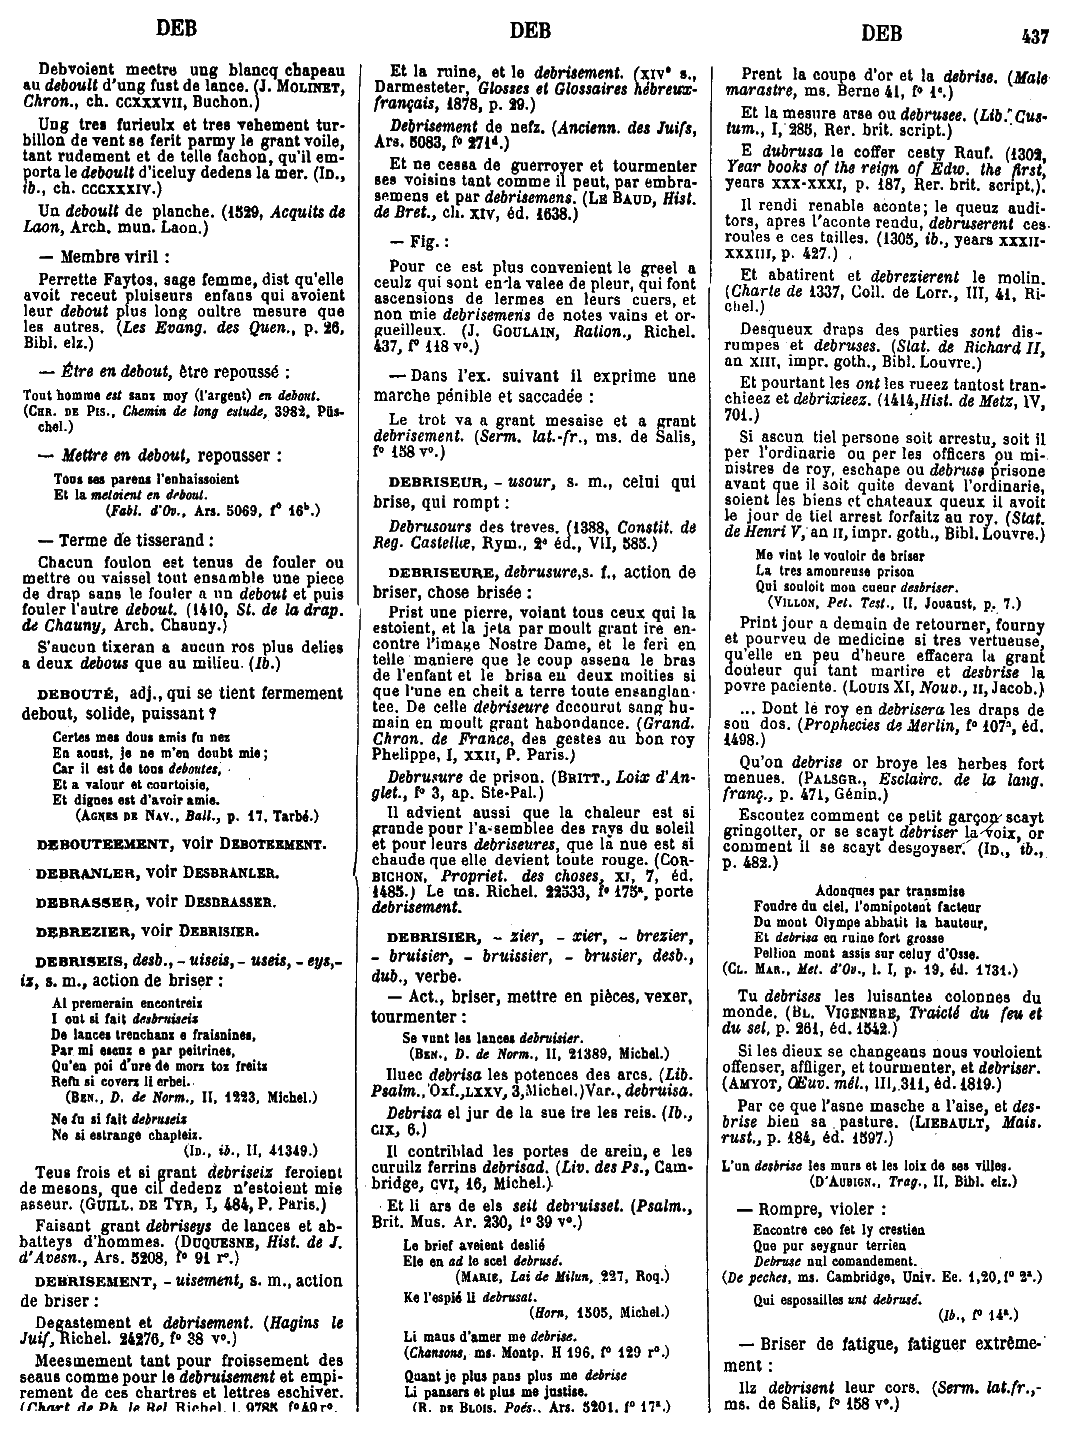 DEB
DEB
DEB
437
Debvoient mectre ung blancq chapeau
au deboult d'ung fust de lance. (J. MOLINET,
Chron., ch. CCXXXVII, Buchon.)
Ung tres furieulx et tres vehement tur-
billon de vent se ferit parmy le grant voile,
tant rudement et de telle fachon, qu'il em-
porta le deboult d'iceluy dedens la mer. (ID.,
ib., ch. CCCXXXIV.)
Un deboult de planche. (1529, Acquits de
Laon, Arch. mun. Laon.)
— Membre viril :
Perrette Faytos, sage femme, dist qu'elle
avoit receut pluiseurs enfans qui avoient
leur debout plus long oultre mesure que
les autres. (Les Evang. des Quen., p. 26,
Bibl. elz.)
— Être en debout, être repoussé :
Tout homme est sanz moy (l'argent) en debout.
(CHR. DE PIS., Chemin de long estude, 3982, Püs-
chel.)
— Mettre en debout, repousser :
Tous ses parens l'enhaissoient
Et la metoient en debout.
(Fabl. d'Ov., Ars. 5069, f° 16b.)
— Terme de tisserand :
Chacun foulon est tenus de fouler ou
mettre ou vaissel tout ensamble une piece
de drap sans le fouler a un debout et puis
fouler l'autre debout. (1410, St. de la drap.
de Chauny, Arch. Chauny.)
S'aucun tixeran a aucun ros plus delies
a deux debous que au milieu. (Ib.)
DEBOUTÉ, adj., qui se tient fermement
debout, solide, puissant ?
Certes mes dous amis fu nez
En aoust, je ne m'en doubt mie ;
Car il est de tous deboutes,
Et a valour et courtoisie,
Et dignes est d'avoir amie.
(AGNES DE NAV., Ball., p. 17, Tarbé.)
DEBOUTEEMENT, voir DEBOTEEMENT.
DEBRANLER, voir DESBRANLER.
DEBRASSER, voir DESBRASSER.
DEBREZIER, voir DEBRISIER.
DEBRISEIS, desb., - uiseis, - useis, - eys,-
iz, s. m., action de briser :
Al premerain encontreiz
I out si fait desbruiseiz
De lances trenchanz e fraisnines,
Par mi escuz e par peitrines,
Qu'en poi d'ure de morz toz freitz
Refu si coverz li erbei.
(BEN., D. de Norm., II, 1223, Michel.)
Ne fu si fait debruseiz
Ne si estrange chapleiz.
(ID., ib., II, 41349.)
Teus frois et si grant debriseiz feroient
de mesons, que cil dedenz n'estoient mie
asseur. (GUILL. DE TYR, I, 484, P. Paris.)
Faisant grant debriseys de lances et ab-
batteys d'hommes. (DUQUESNE, Hist. de J.
d'Avesn., Ars. 5208, f° 91 r°.)
DEBRISEMENT, - uisement, s. m., action
de briser :
Degastement et debrisement. (Hagins le
Juif, Richel. 24276, f° 38 v°.)
Meesmement tant pour froissement des
seaus comme pour le debruisement et empi-
rement de ces chartres et lettres eschiver.
(Chart. de Ph. le Bel, Richel. l. 9785, f° 49 r°.
Et la ruine, et le debrisement. (XIVe s.,
Darmesteter, Glosses et Glossaires hébreux-
français, 1878, p. 29.)
Debrisement de nefz. (Ancienn. des Juifs,
Ars. 5083, f° 271d.)
Et ne cessa de guerroyer et tourmenter
ses voisins tant comme il peut, par embra-
semens et par debrisemens. (LE BAUD, Hist.
de Bret., ch. XIV, éd. 1638.)
— Fig. :
Pour ce est plus convenient le greel a
ceulz qui sont en la valee de pleur, qui font
ascensions de lermes en leurs cuers, et
non mie debrisemens de notes vains et or-
gueilleux. (J. GOULAIN, Ration., Richel.
437, f° 118 v°.)
— Dans l'ex. suivant il exprime une
marche pénible et saccadée :
Le trot va a grant mesaise et a grant
debrisement. (Serm. lat.-fr., ms. de Salis,
f° 158 v°.)
DEBRISEUR, - usour, s. m., celui qui
brise, qui rompt :
Debrusours des treves. (1388, Constit. de
Reg. Castellæ, Rym., 2e éd., VII, 585.)
DEBRISEURE, debrusure,s. f., action de
briser, chose brisée :
Prist une pierre, voiant tous ceux qui la
estoient, et la jeta par moult grant ire en-
contre l'image Nostre Dame, et le feri en
telle maniere que le coup assena le bras
de l'enfant et le brisa en deux moities si
que l'une en cheit a terre toute ensanglan-
tee. De celle debriseure decourut sang hu-
main en moult grant habondance. (Grand.
Chron. de France, des gestes au bon roy
Phelippe, I, XXII, P. Paris.)
Debrusure de prison. (BRITT., Loix d'An-
glet., f° 3, ap. Ste-Pal.)
Il advient aussi que la chaleur est si
grande pour l'a-semblee des rays du soleil
et pour leurs debriseures, que la nue est si
chaude que elle devient toute rouge. (COR-
BICHON, Propriet. des choses, XI, 7, éd.
1485.) Le ms. Richel. 22533, f° 175a, porte
debrisement.
DEBRISIER, - zier, - xier, - brezier,
- bruisier, - bruissier, - brusier, desb.,
dub., verbe.
— Act., briser, mettre en pièces, vexer,
tourmenter :
Se vunt les lances debruisier.
(BEN., D. de Norm., II, 21389, Michel.)
Iluec debrisa les potences des arcs. (Lib.
Psalm., Oxf., LXXV, 3, Michel.) Var., debruisa.
Debrisa el jur de la sue ire les reis. (Ib.,
CIX, 6.)
Il contriblad les portes de arein, e les
curuilz ferrins debrisad. (Liv. des Ps., Cam-
bridge, CVI, 16, Michel.)
Et li ars de els seit debruisset. (Psalm.,
Brit. Mus. Ar. 230, f° 39 v°.)
Le brief aveient deslié
Ele en ad le scel debrusé.
(MARIE, Lai de Milun, 227, Roq.)
Ke l'espié li debrusat.
(Horn, 1505, Michel.)
Li maus d'amer me debrise.
(Chansons, ms. Montp. H 196, f° 129 r°.)
Quant je plus pans plus me debrise
Li pansers et plus me justise.
(R. DE BLOIS, Poés., Ars. 5201, f° 17a.)
Prent la coupe d'or et la debrise. (Male
marastre, ms. Berne 41, f° 1c.)
Et la mesure arse ou debrusee. (Lib. Cus-
tum., I, 285, Rer. brit. script.)
E dubrusa le coffer cesty Rauf. (1302,
Year books of the reign of Edw. the first,
years XXX-XXXI, p. 187, Rer. brit. script.).
Il rendi renable aconte ; le queuz audi-
tors, apres l'aconte rendu, debruserent ces
roules e ces tailles. (1305, ib., years XXXII-
XXXIII, p. 427.)
Et abatirent et debrezierent le molin.
(Charte de 1337, Coll. de Lorr., III, 41, Ri-
chel.)
Desqueux draps des parties sont dis-
rumpes et debruses. (Stat. de Richard II,
an XIII, impr. goth., Bibl. Louvre.)
Et pourtant les ont les rueez tantost tran-
chieez et debrixieez. (1414, Hist. de Metz, IV,
701.)
Si ascun tiel persone soit arrestu, soit il
per l'ordinarie ou per les officers ou mi-
nistres de roy, eschape ou debruse prisone
avant que il soit quite devant l'ordinarie,
soient les biens et chateaux queux il avoit
le jour de tiel arrest forfaitz au roy. (Stat.
de Henri V, an II, impr. goth., Bibl. Louvre.)
Me vint le vouloir de briser
La tres amoureuse prison
Qui souloit mon cueur desbriser.
(VILLON, Pet. Test., II, Jouaust, p. 7.)
Print jour a demain de retourner, fourny
et pourveu de medicine si tres vertueuse,
qu'elle en peu d'heure effacera la grant
douleur qui tant martire et desbrise la
povre paciente. (LOUIS XI, Nouv., II, Jacob.)
... Dont le roy en debrisera les draps de
son dos. (Prophecies de Merlin, f° 107a, éd.
1498.)
Qu'on debrise or broye les herbes fort
menues. (PALSGR., Esclairc. de la lang.
franç., p. 471, Génin.)
Escoutez comment ce petit garçon scayt
gringotter, or se scayt debriser la voix, or
comment il se scayt desgoyser. (ID., ib.,
p. 482.)
Adonques par transmise
Foudre du ciel, l'omnipotent facteur
Du mont Olympe abbatit la hauteur,
Et debrisa en ruine fort grosse
Pellion mont assis sur celuy d'Osse.
(CL. MAR., Met. d'Ov., l. I, p. 19, éd. 1731.)
Tu debrises les luisantes colonnes du
monde. (BL. VIGENERE, Traicté du feu et
du sel, p. 261, éd. 1542.)
Si les dieux se changeans nous vouloient
offenser, affliger, et tourmenter, et debriser.
(AMYOT, Œuv. mél., III, 311, éd. 1819.)
Par ce que l'asne masche a l'aise, et des-
brise bien sa pasture. (LIEBAULT, Mais.
rust., p. 184, éd. 1597.)
L'un desbrise les murs et les loix de ses villes.
(D'AUBIGN., Trag., II, Bibl. elz.)
— Rompre, violer :
Encontre ceo fet ly crestien
Que pur seygnur terrien
Debruse nul comandement.
(De peches, ms. Cambridge, Univ. Ee. 1,20, f° 2a.)
Qui esposailles unt debrusé.
(Ib., f° 14a.)
— Briser de fatigue, fatiguer extrême-
ment :
Ilz debrisent leur cors. (Serm. lat.fr.,-
ms. de Salis, f° 158 v°.)